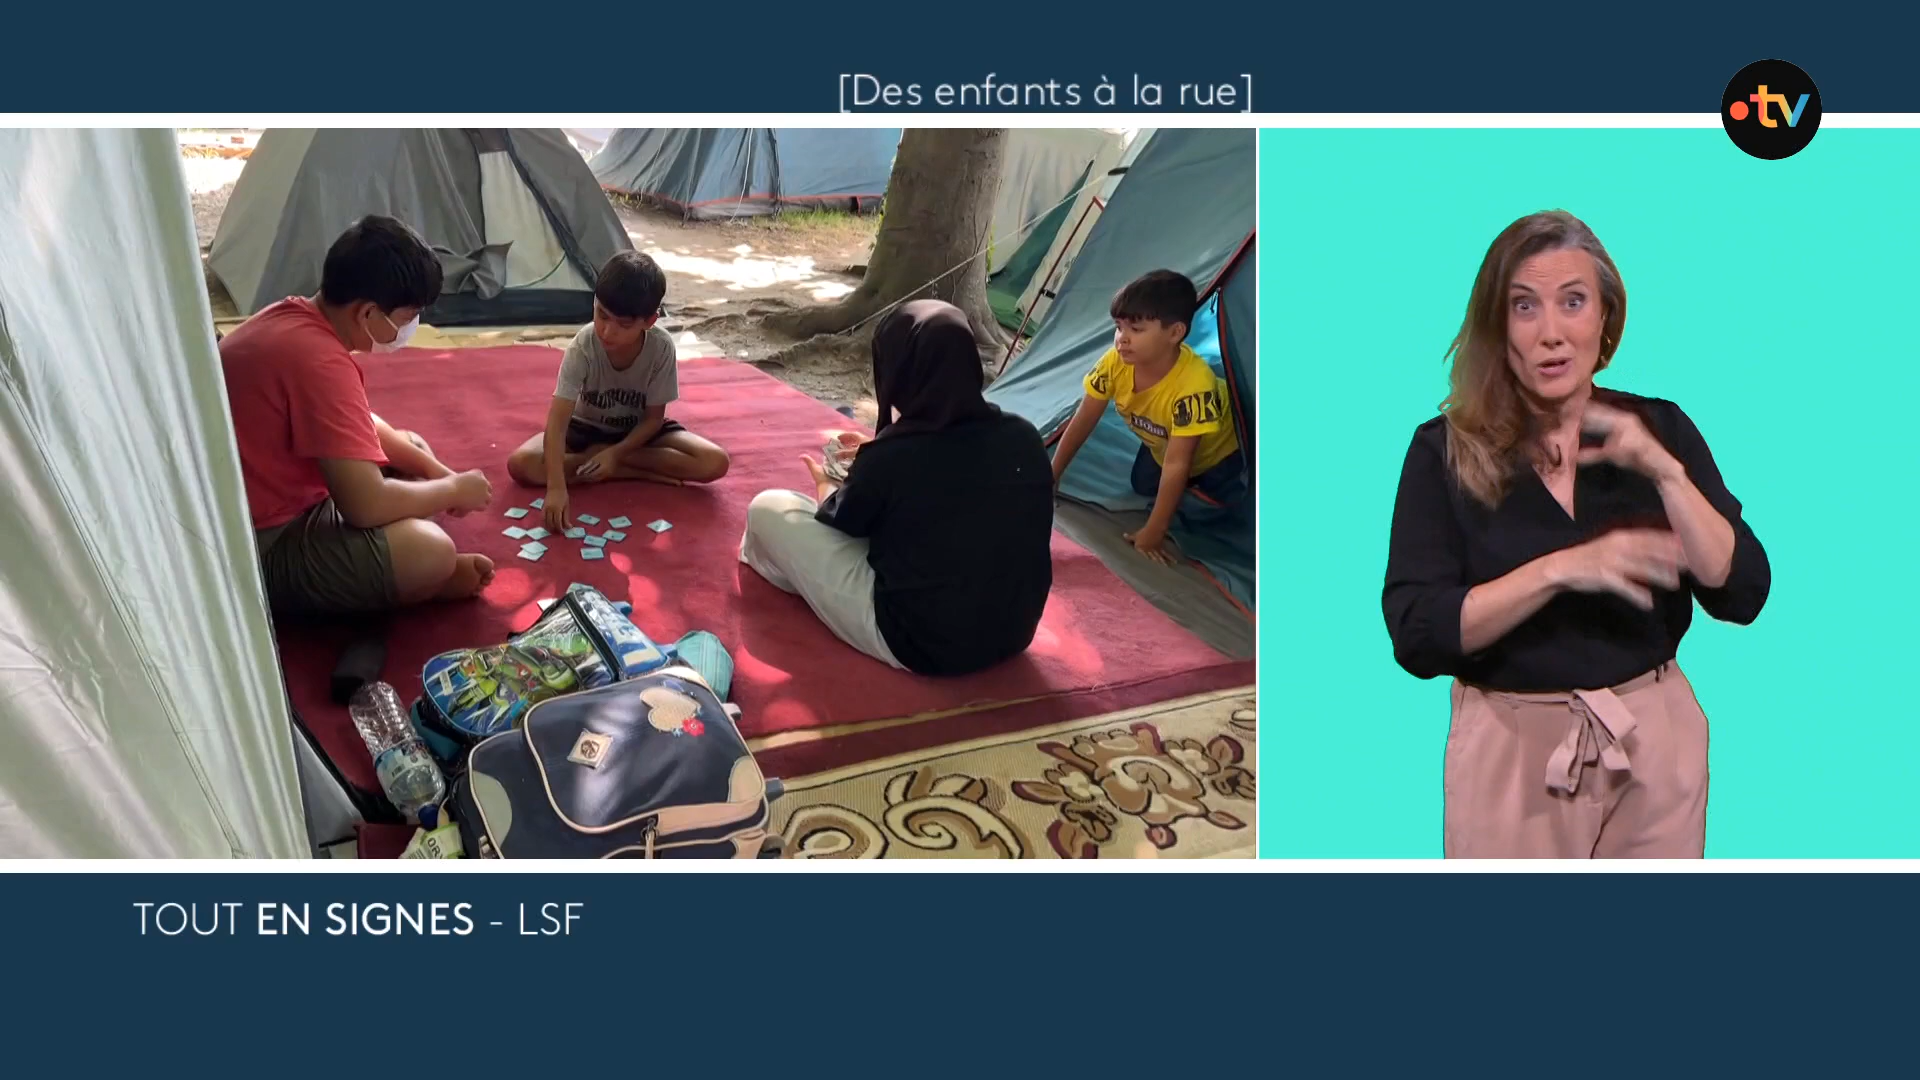 [Des enfants à la rue]
•tv
TOUT EN SIGNES - LSF